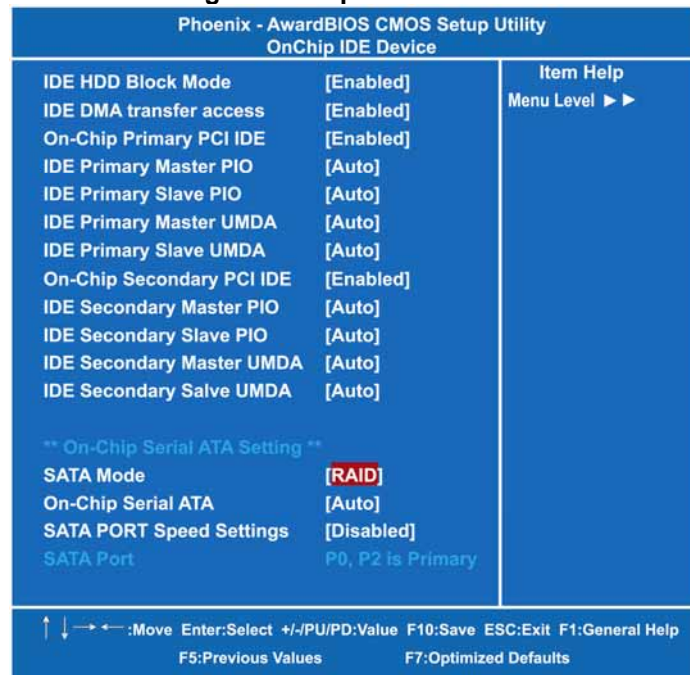 Phoenix - AwardBIOS CMOS Setup Utility
OnChip IDE Device
IDE HDD Block Mode [Enabled]
IDE DMA transfer access [Enabled]
On-Chip Primary PCI IDE [Enabled]
IDE Primary Master PIO [Auto]
IDE Primary Slave PIO [Auto]
IDE Primary Master UMDA [Auto]
IDE Primary Slave UMDA [Auto]
On-Chip Secondary PCI IDE [Enabled]
IDE Secondary Master PIO [Auto]
IDE Secondary Slave PIO [Auto]
IDE Secondary Master UMDA [Auto]
IDE Secondary Salve UMDA [Auto]
** On-Chip Serial ATA Setting **
SATA Mode [RAID]
On-Chip Serial ATA [Auto]
SATA PORT Speed Settings [Disabled]
SATA Port P0, P2 is Primary
Item Help
Menu Level ►►
↑↓→←:Move Enter:Select +/-/PU/PD:Value F10:Save ESC:Exit F1:General Help
F5:Previous Values F7:Optimized Defaults